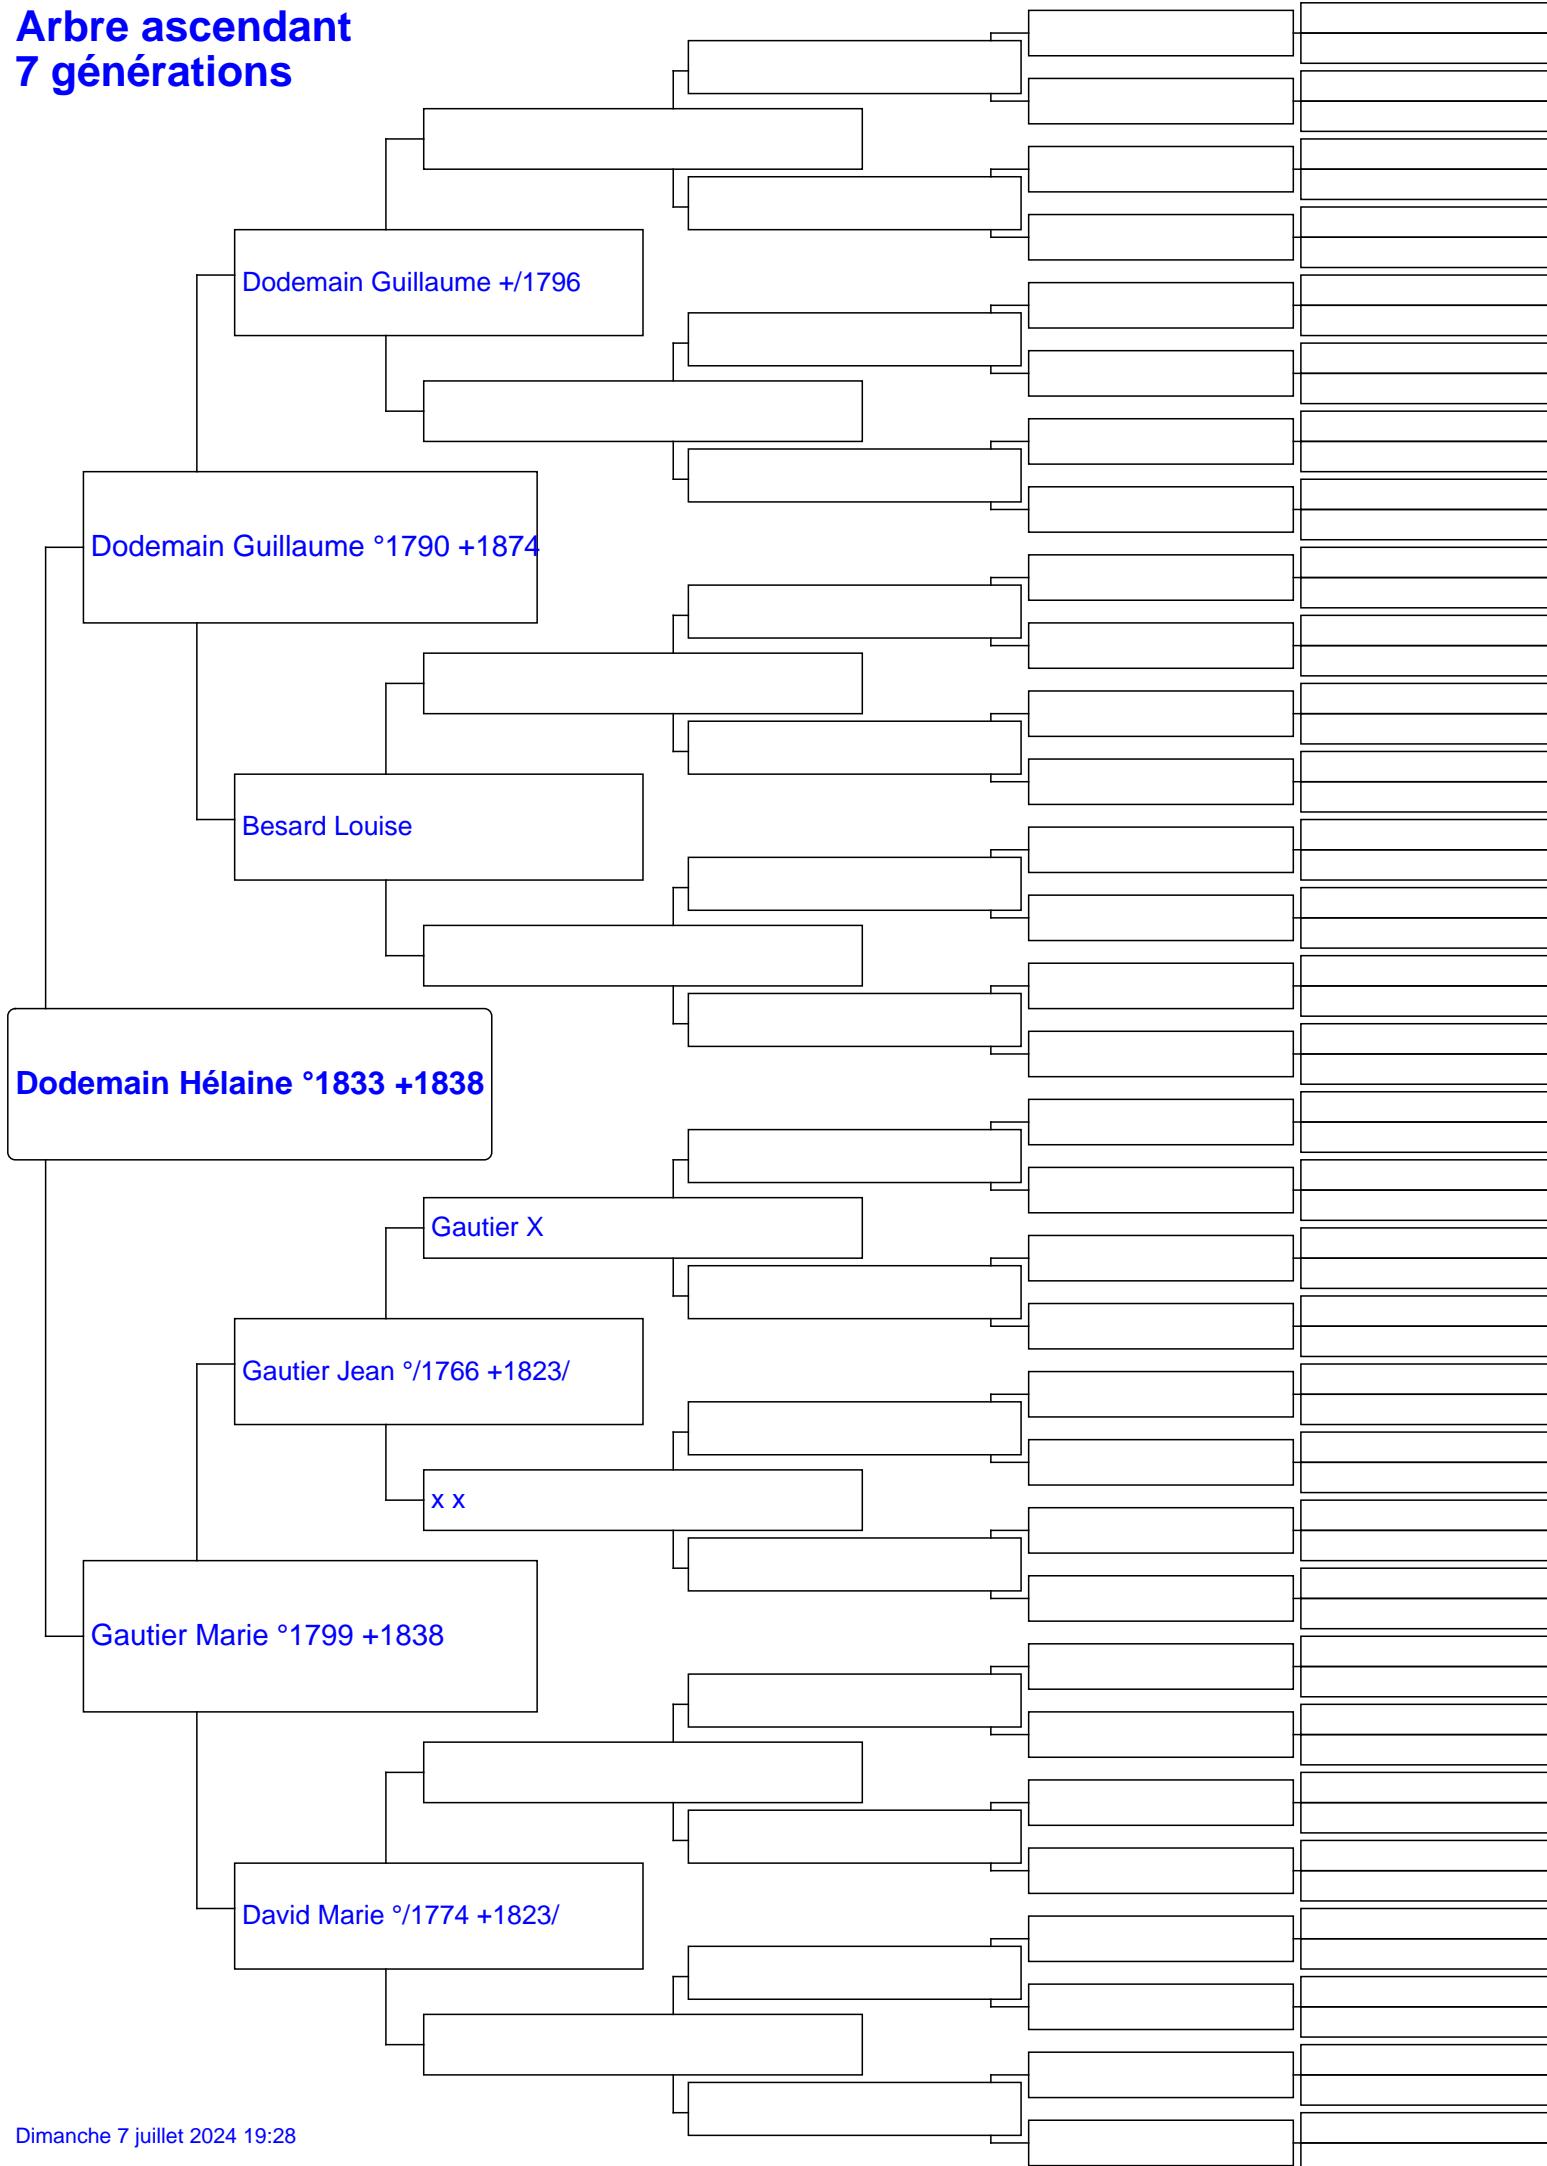 Arbre ascendant
7 générations
Dodemain Guillaume +/1796
Dodemain Guillaume °1790 +1874
Besard Louise
Dodemain Hélaine °1833 +1838
Gautier X
Gautier Jean °/1766 +1823/
x x
Gautier Marie °1799 +1838
David Marie °/1774 +1823/
Dimanche 7 juillet 2024 19:28